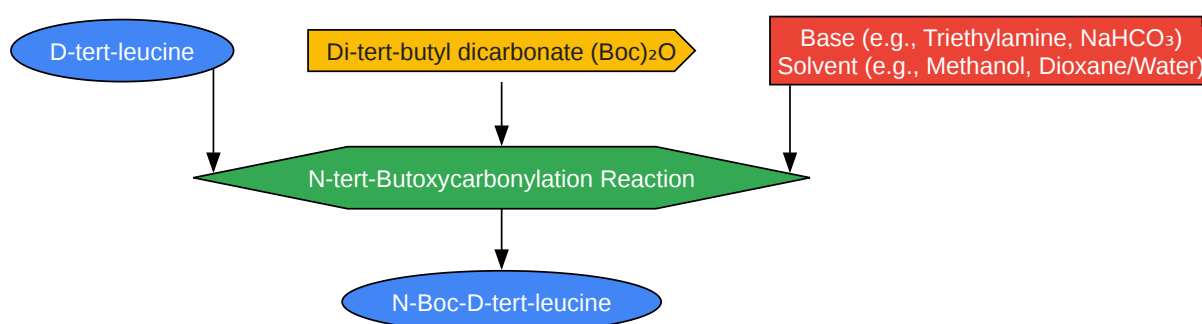 D-tert-leucine
Di-tert-butyl dicarbonate (Boc)₂O
Base (e.g., Triethylamine, NaHCO₃)
Solvent (e.g., Methanol, Dioxane/Water)
N-tert-Butoxycarbonylation Reaction
N-Boc-D-tert-leucine